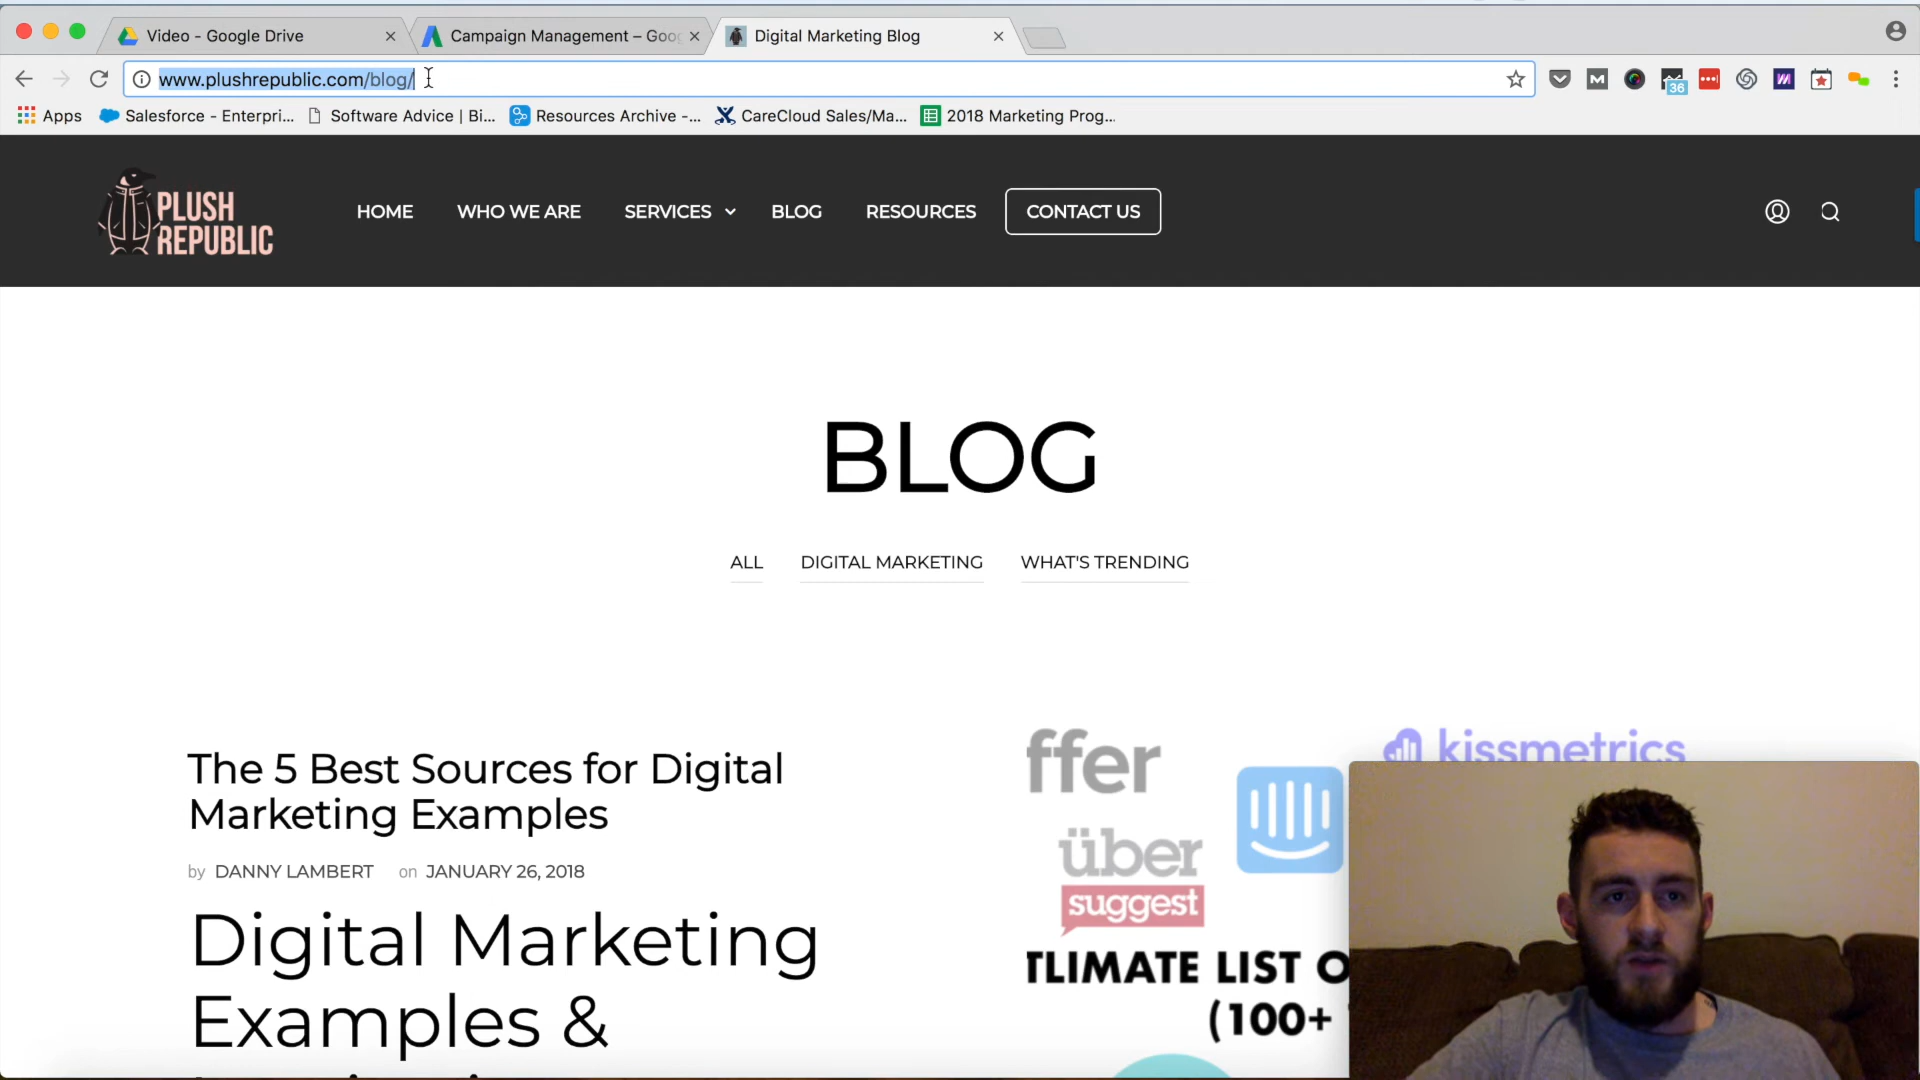 Video - Google Drive
Campaign Management – Goog
Digital Marketing Blog
www.plushrepublic.com/blog/
36
Apps
Salesforce - Enterpri...
Software Advice | Bi...
Resources Archive -...
CareCloud Sales/Ma...
2018 Marketing Prog...
PLUSH
REPUBLIC
HOME
WHO WE ARE
SERVICES
BLOG
RESOURCES
CONTACT US
BLOG
ALL
DIGITAL MARKETING
WHAT'S TRENDING
The 5 Best Sources for Digital
Marketing Examples
by DANNY LAMBERT on JANUARY 26, 2018
Digital Marketing
Examples &
ffer
kissmetrics
über
suggest
TLIMATE LIST O
(100+